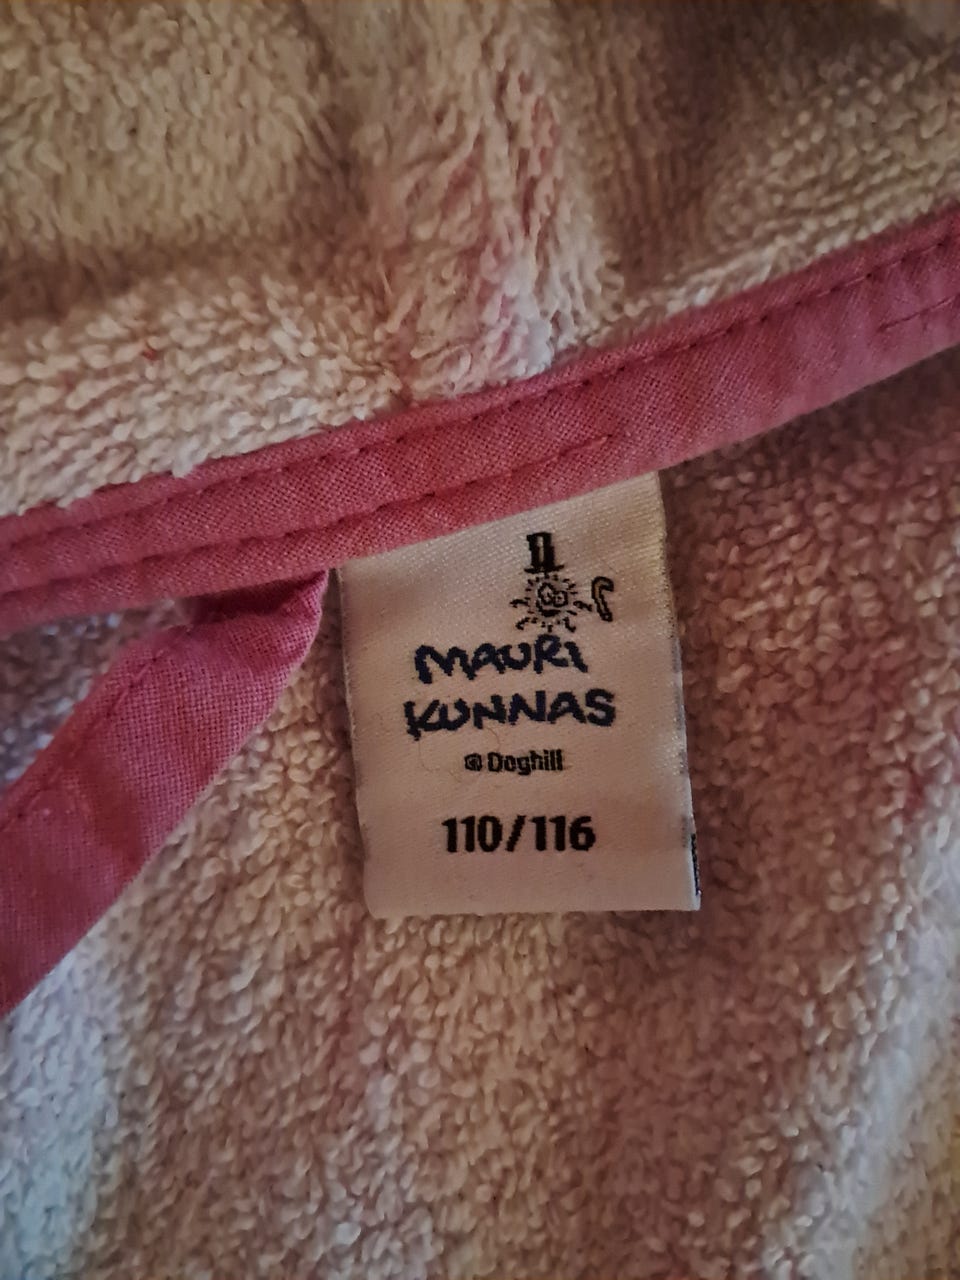 MAURI
KUNNAS
© Doghill
110/116